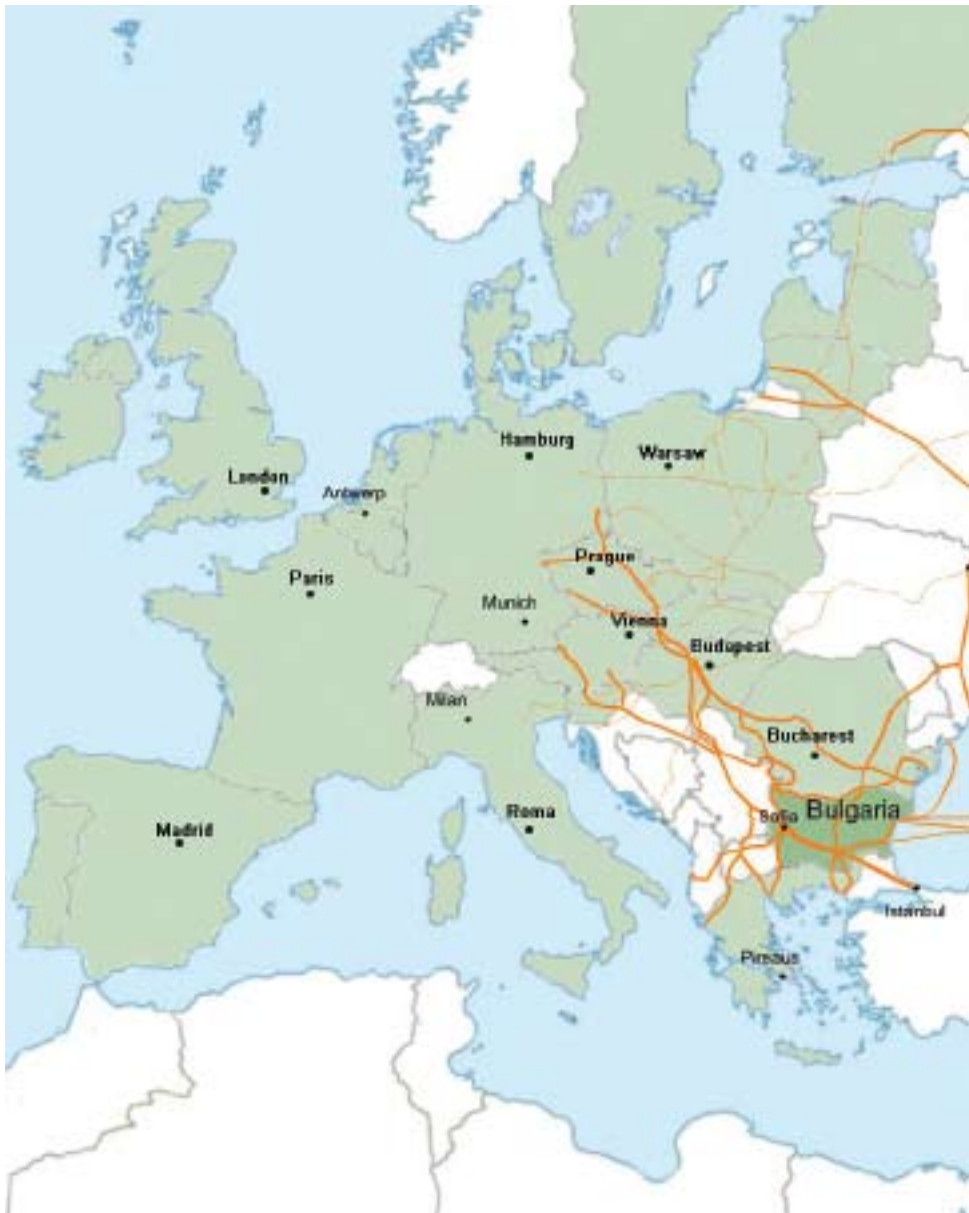 Hamburg
Warsaw
London
Antwerp
Prague
Paris
Munich
Vienna
Budapest
Milan
Bucharest
Roma
Sofia
Bulgaria
Madrid
Istanbul
Piraeus